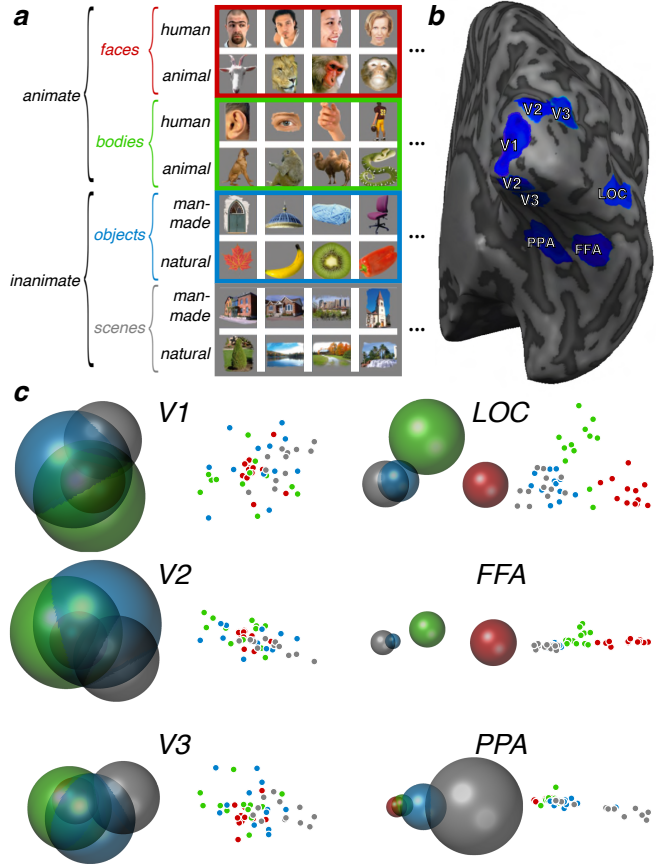 a
animate
inanimate
faces
bodies
objects
scenes
human
animal
human
animal
man-
made
natural
man-
made
natural
...
...
...
...
b
V2
V3
V1
V2
V3
LOC
PPA
FFA
c
V1
LOC
V2
FFA
V3
PPA